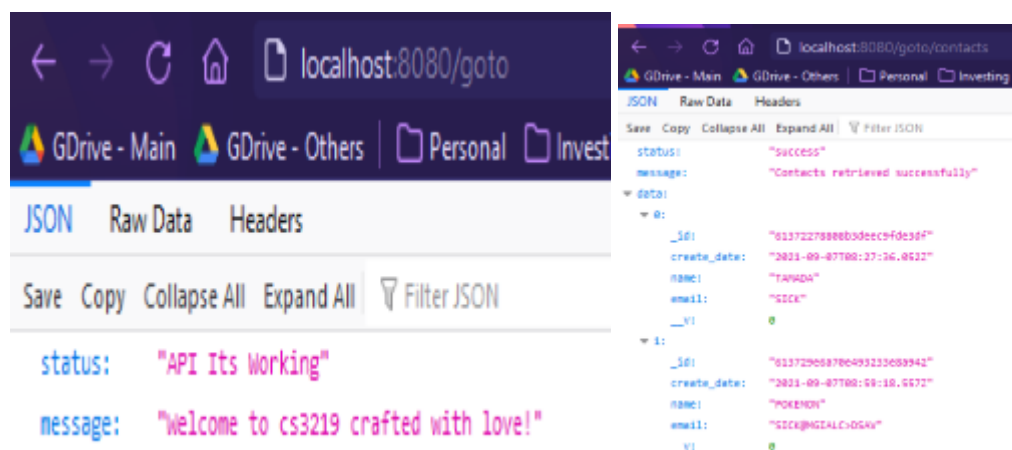 localhost:8080/goto
GDrive - Main GDrive - Others Personal Invest
JSON Raw Data Headers
Save Copy Collapse All Expand All Filter JSON
status: "API Its Working"
message: "Welcome to cs3219 crafted with love!"
localhost:8080/goto/contacts
GDrive - Main GDrive - Others Personal Investing
JSON Raw Data Headers
Save Copy Collapse All Expand All Filter JSON
status: "success"
message: "Contacts retrieved successfully"
data:
0:
_id:
create_date:
name: "TAMADA"
email: "SICK"
__v: 0
1:
_id:
create_date:
name: "POKEMON"
email:
__v: 0